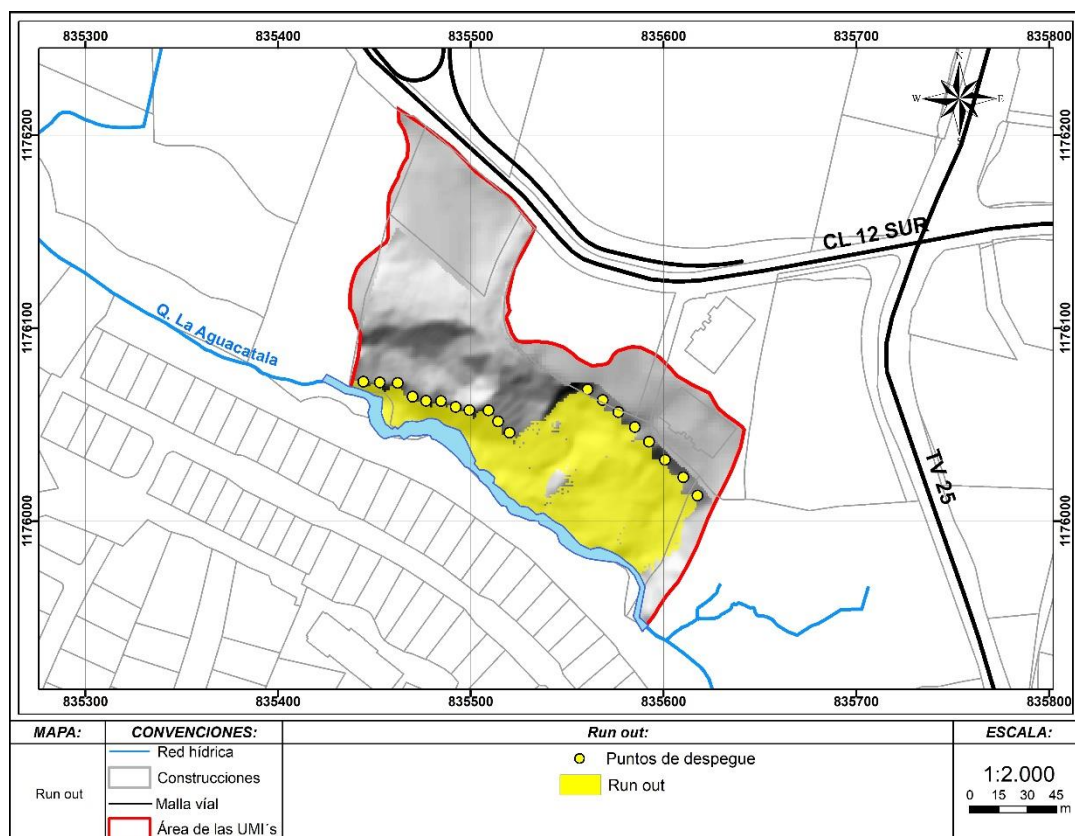 835300 835400 835500 835600 835700 835800
1176200 1176200
N
W E
CL 12 SUR
1176100 1176100
Q. La Aguacatala
TV 25
1176000 1176000
835300 835400 835500 835600 835700 835800
MAPA:
Run out
CONVENCIONES:
Red hídrica
Construcciones
Malla víal
Área de las UMI´s
Run out:
Puntos de despegue
Run out
ESCALA:
1:2.000
0 15 30 45
m